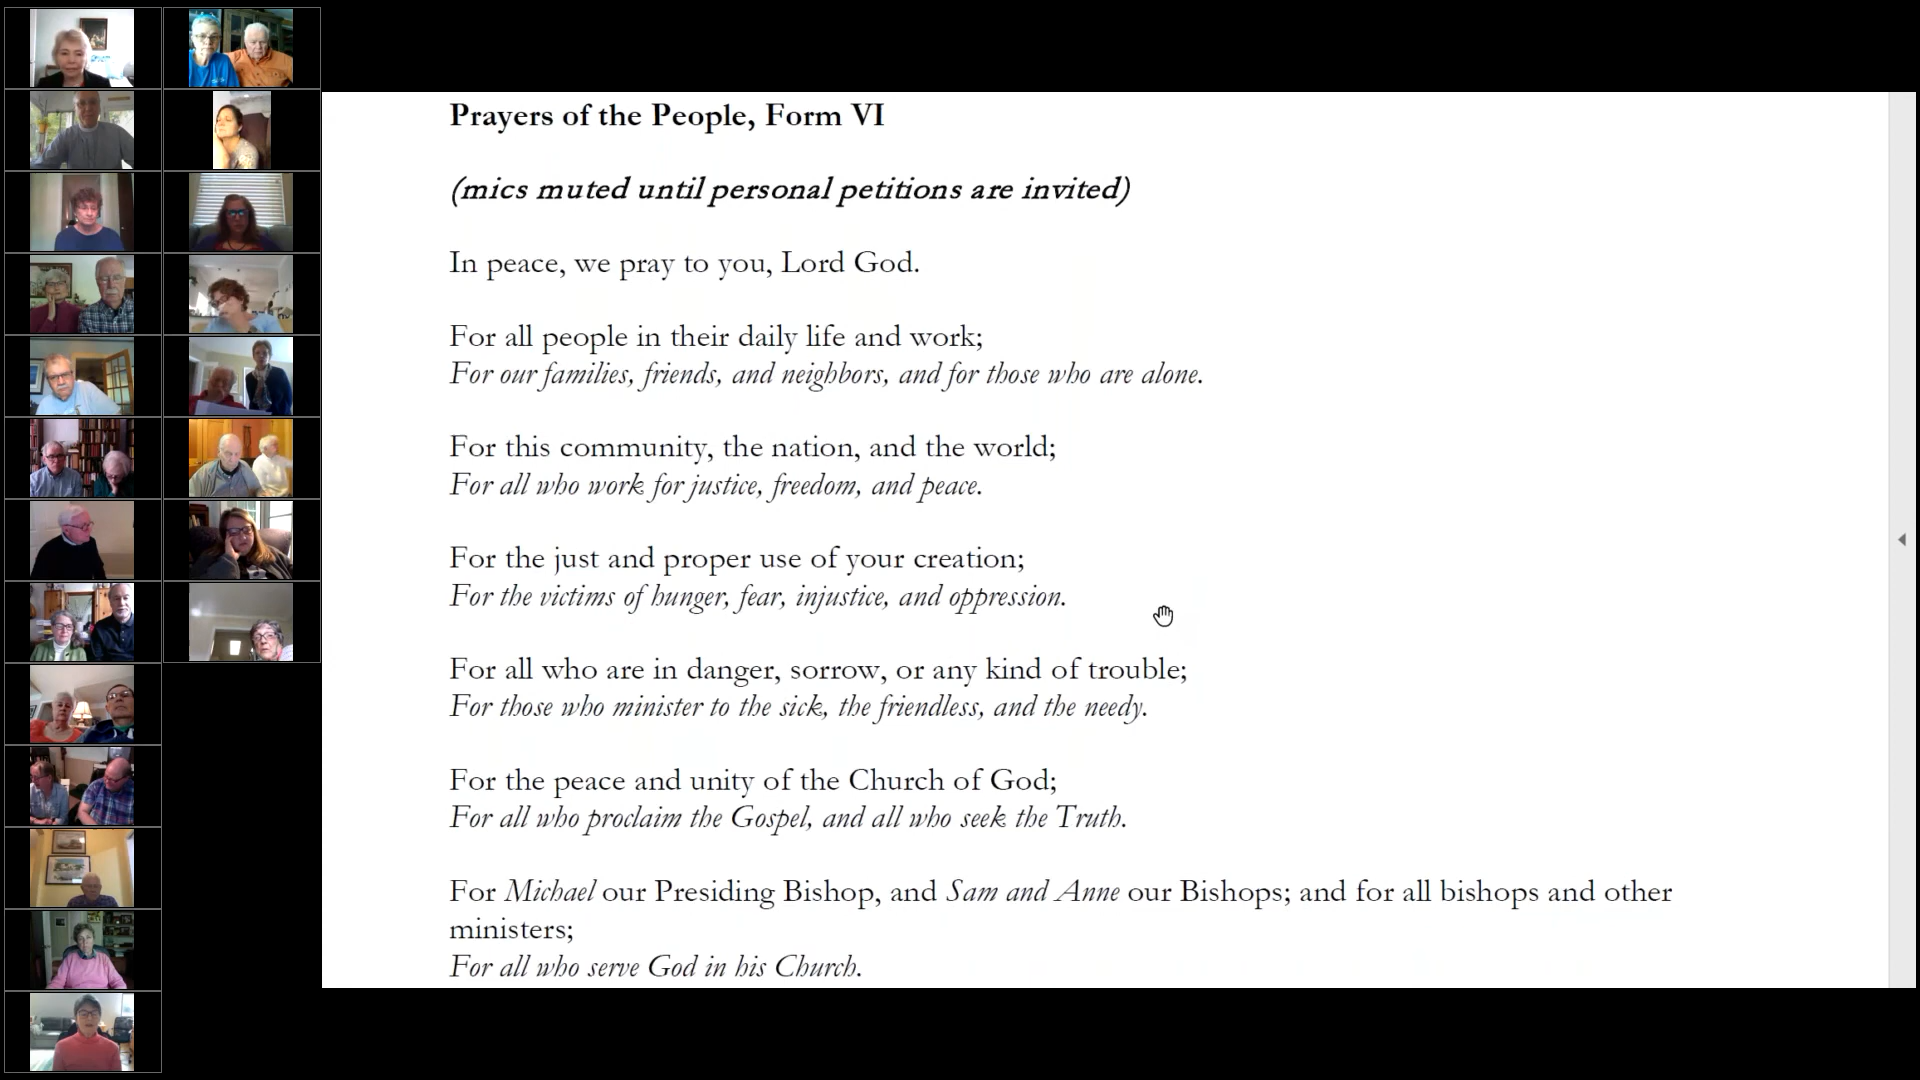 Prayers of the People, Form VI
(mics muted until personal petitions are invited)
In peace, we pray to you, Lord God.
For all people in their daily life and work;
For our families, friends, and neighbors, and for those who are alone.
For this community, the nation, and the world;
For all who work for justice, freedom, and peace.
For the just and proper use of your creation;
For the victims of hunger, fear, injustice, and oppression.
For all who are in danger, sorrow, or any kind of trouble;
For those who minister to the sick, the friendless, and the needy.
For the peace and unity of the Church of God;
For all who proclaim the Gospel, and all who seek the Truth.
For Michael our Presiding Bishop, and Sam and Anne our Bishops; and for all bishops and other
ministers;
For all who serve God in his Church.